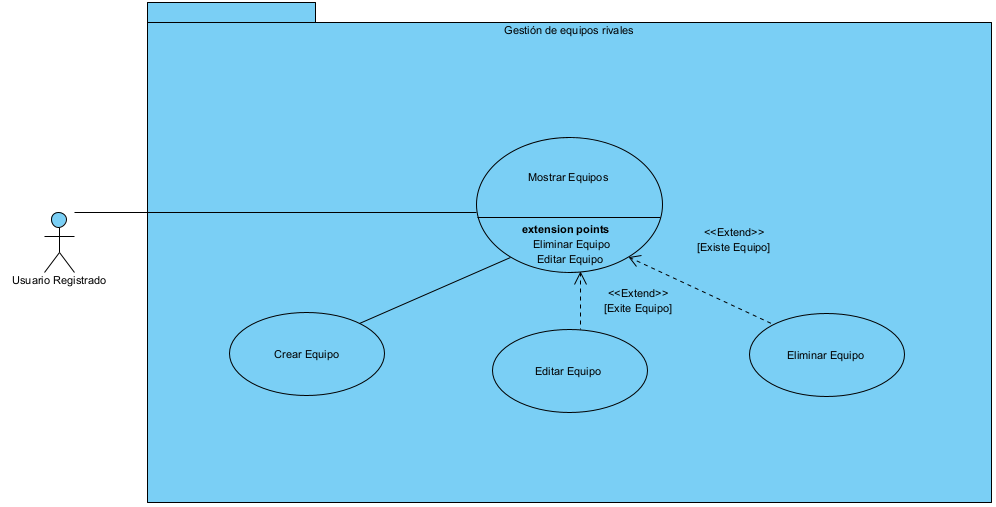 Gestión de equipos rivales
Mostrar Equipos
extension points
Eliminar Equipo
Editar Equipo
<<Extend>>
[Existe Equipo]
<<Extend>>
[Exite Equipo]
Usuario Registrado
Crear Equipo
Editar Equipo
Eliminar Equipo